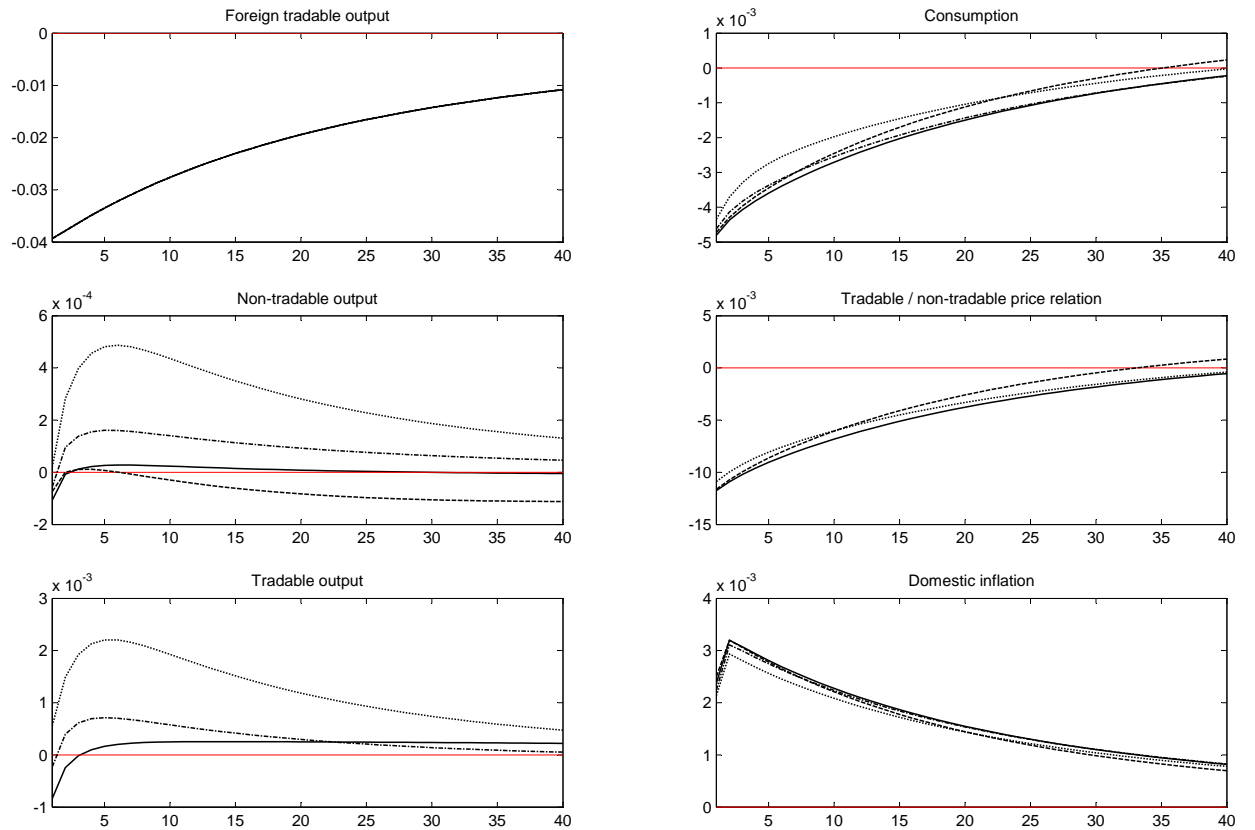 Foreign tradable output
0
-0.01
-0.02
-0.03
-0.04
5 10 15 20 25 30 35 40
Consumption
x 10^-3
1
0
-1
-2
-3
-4
-5
5 10 15 20 25 30 35 40
Non-tradable output
x 10^-4
6
4
2
0
-2
5 10 15 20 25 30 35 40
Tradable / non-tradable price relation
x 10^-3
5
0
-5
-10
-15
5 10 15 20 25 30 35 40
Tradable output
x 10^-3
3
2
1
0
-1
5 10 15 20 25 30 35 40
Domestic inflation
x 10^-3
4
3
2
1
0
5 10 15 20 25 30 35 40